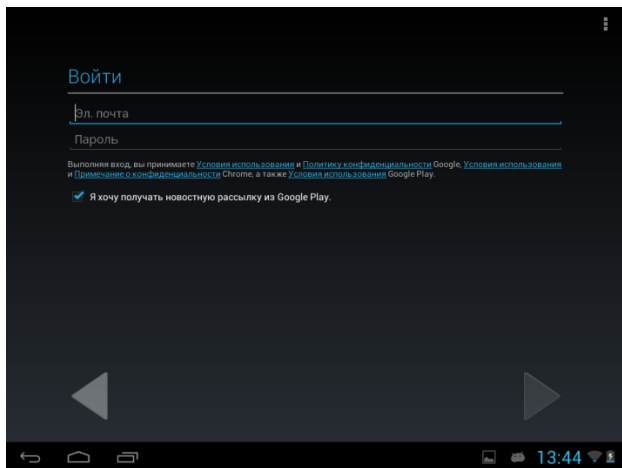 Войти
Эл. почта
Пароль
Выполняя вход, вы принимаете Условия использования и Политику конфиденциальности Google, Условия использования
и Примечание о конфиденциальности Chrome, а также Условия использования Google Play.
Я хочу получать новостную рассылку из Google Play.
13:44